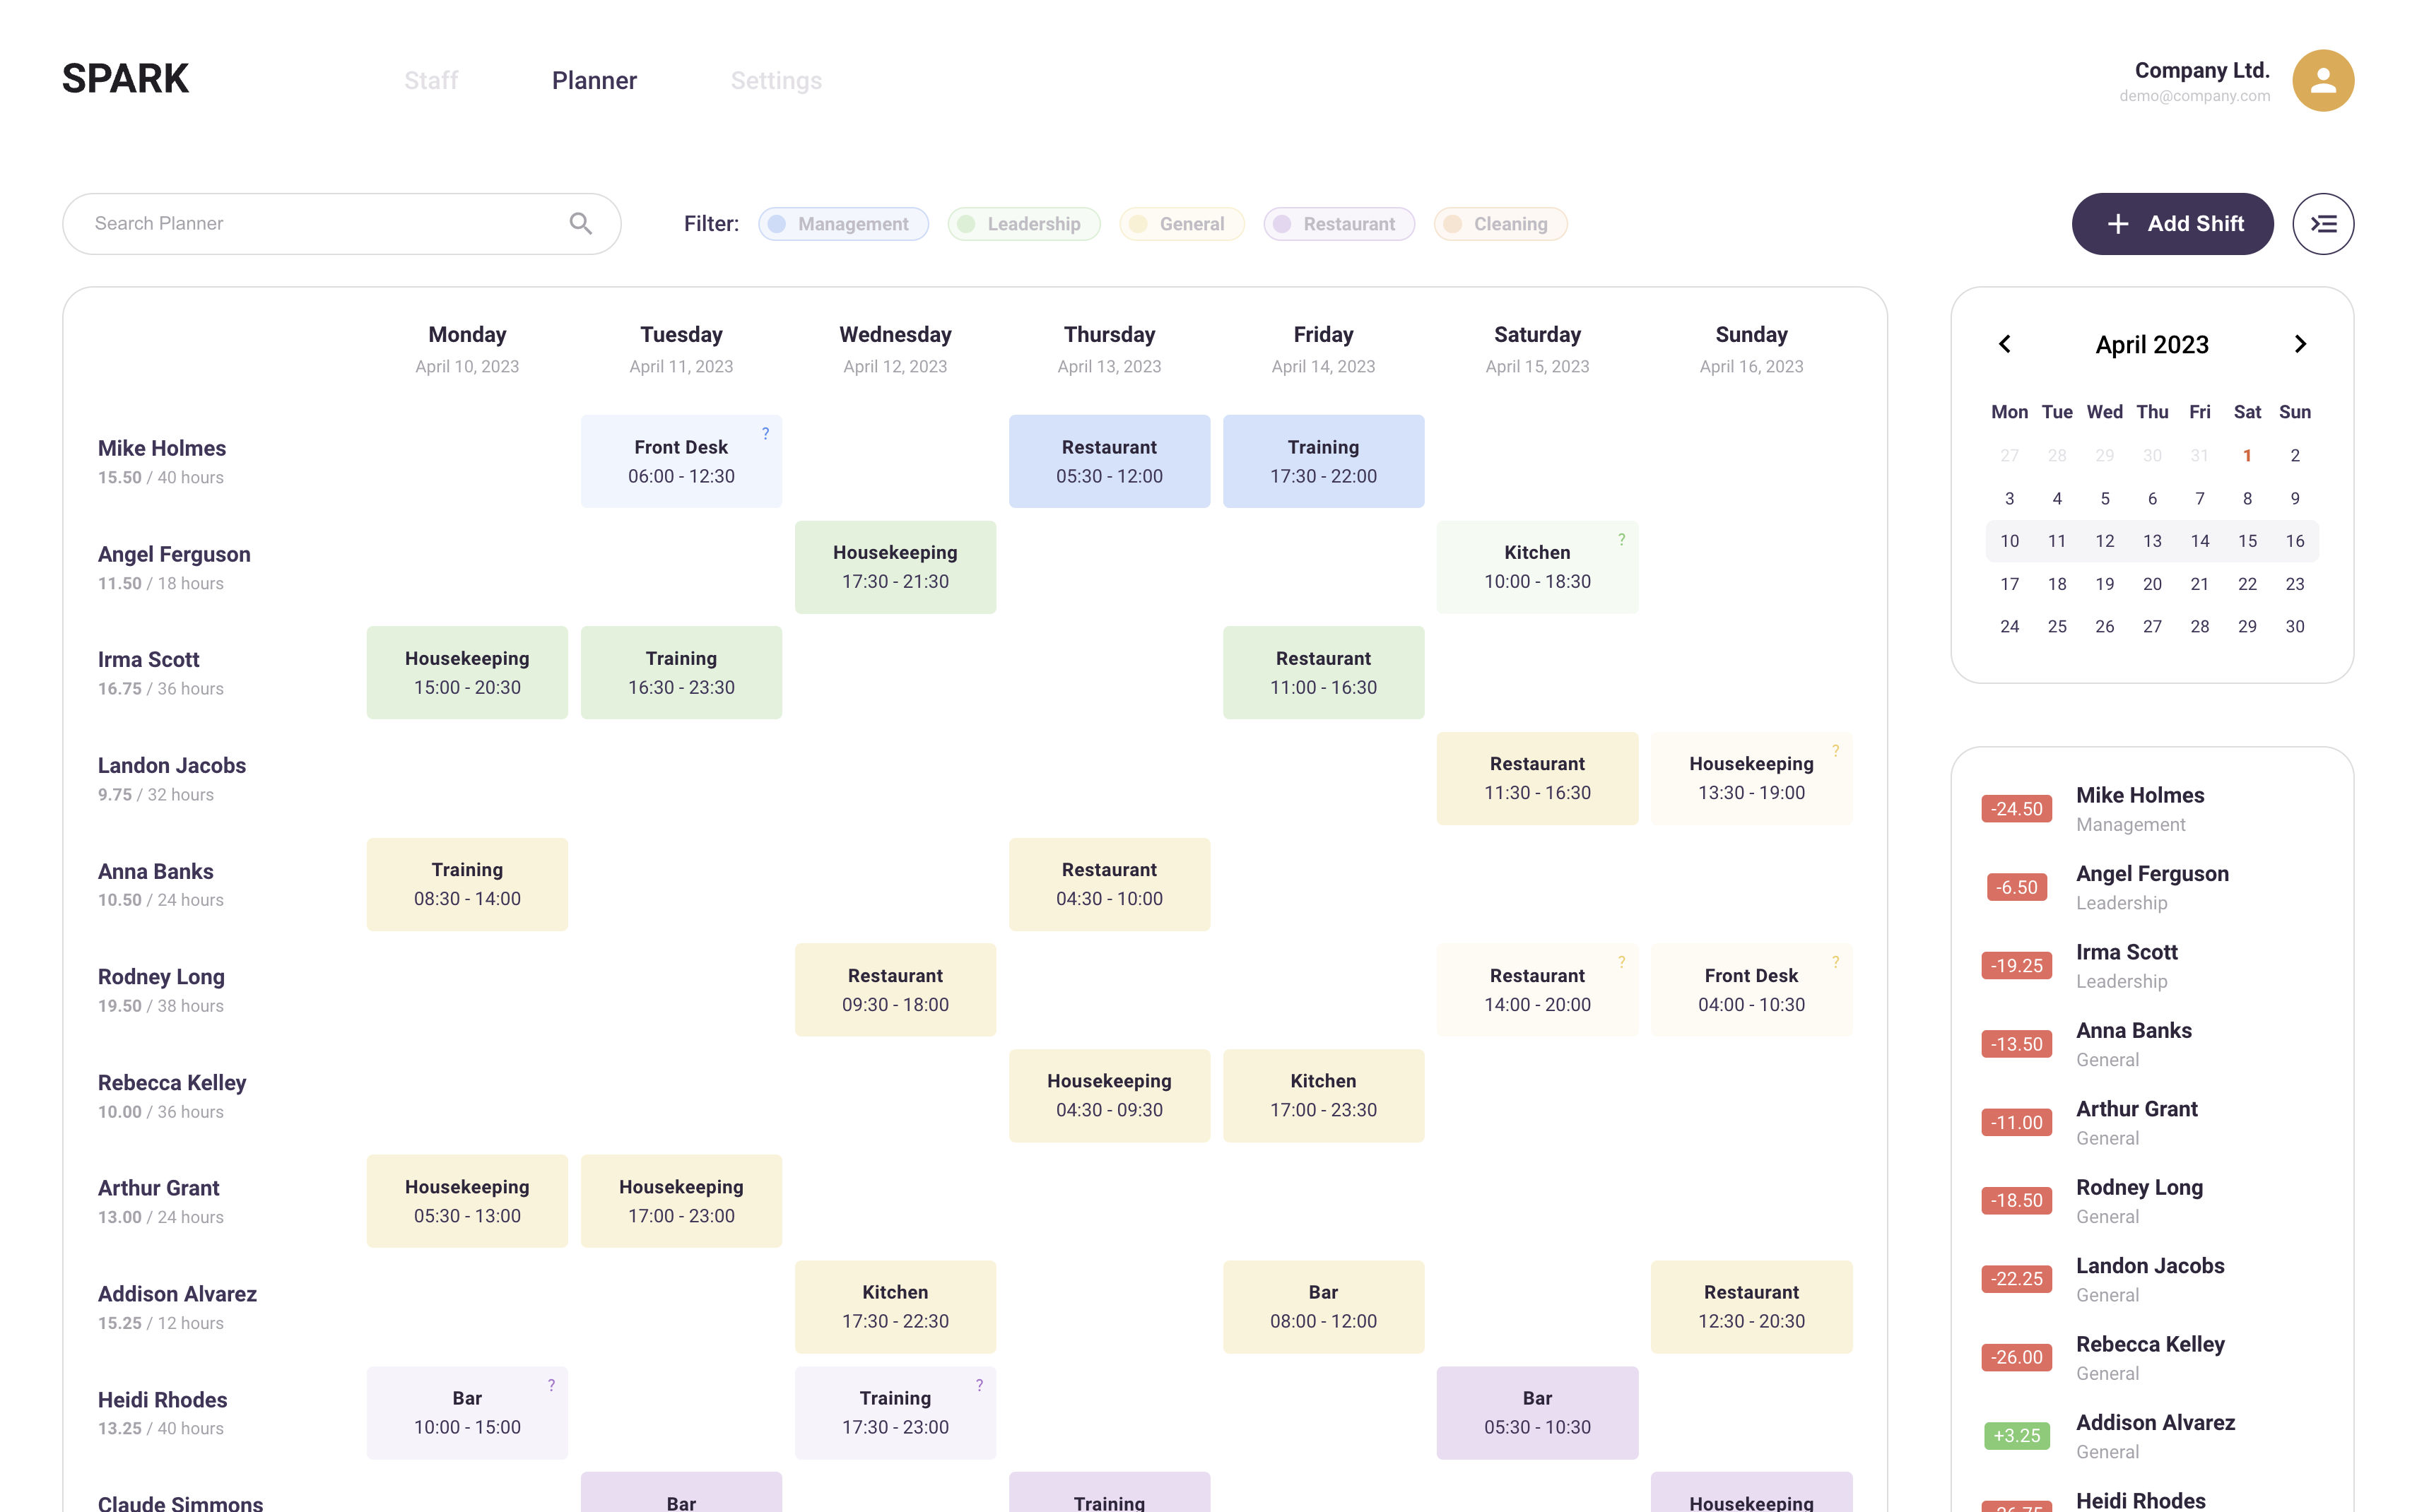 SPARK
Staff
Planner
Settings
Company Ltd.
demo@company.com
Search Planner
Filter:
Management
Leadership
General
Restaurant
Cleaning
+ Add Shift
Monday
Tuesday
Wednesday
Thursday
Friday
Saturday
Sunday
April 10, 2023
April 11, 2023
April 12, 2023
April 13, 2023
April 14, 2023
April 15, 2023
April 16, 2023
Mike Holmes
15.50 / 40 hours
Front Desk ?
06:00 - 12:30
Restaurant
05:30 - 12:00
Training
17:30 - 22:00
Angel Ferguson
11.50 / 18 hours
Housekeeping
17:30 - 21:30
Kitchen ?
10:00 - 18:30
Irma Scott
16.75 / 36 hours
Housekeeping
15:00 - 20:30
Training
16:30 - 23:30
Restaurant
11:00 - 16:30
Landon Jacobs
9.75 / 32 hours
Restaurant
11:30 - 16:30
Housekeeping ?
13:30 - 19:00
Anna Banks
10.50 / 24 hours
Training
08:30 - 14:00
Restaurant
04:30 - 10:00
Rodney Long
19.50 / 38 hours
Restaurant
09:30 - 18:00
Restaurant ?
14:00 - 20:00
Front Desk ?
04:00 - 10:30
Rebecca Kelley
10.00 / 36 hours
Housekeeping
04:30 - 09:30
Kitchen
17:00 - 23:30
Arthur Grant
13.00 / 24 hours
Housekeeping
05:30 - 13:00
Housekeeping
17:00 - 23:00
Addison Alvarez
15.25 / 12 hours
Kitchen
17:30 - 22:30
Bar
08:00 - 12:00
Restaurant
12:30 - 20:30
Heidi Rhodes
13.25 / 40 hours
Bar ?
10:00 - 15:00
Training ?
17:30 - 23:00
Bar
05:30 - 10:30
Claude Simmons
Bar
Training
Housekeeping
April 2023
Mon Tue Wed Thu Fri Sat Sun
27 28 29 30 31 1 2
3 4 5 6 7 8 9
10 11 12 13 14 15 16
17 18 19 20 21 22 23
24 25 26 27 28 29 30
-24.50
Mike Holmes
Management
-6.50
Angel Ferguson
Leadership
-19.25
Irma Scott
Leadership
-13.50
Anna Banks
General
-11.00
Arthur Grant
General
-18.50
Rodney Long
General
-22.25
Landon Jacobs
General
-26.00
Rebecca Kelley
General
+3.25
Addison Alvarez
General
-26.75
Heidi Rhodes